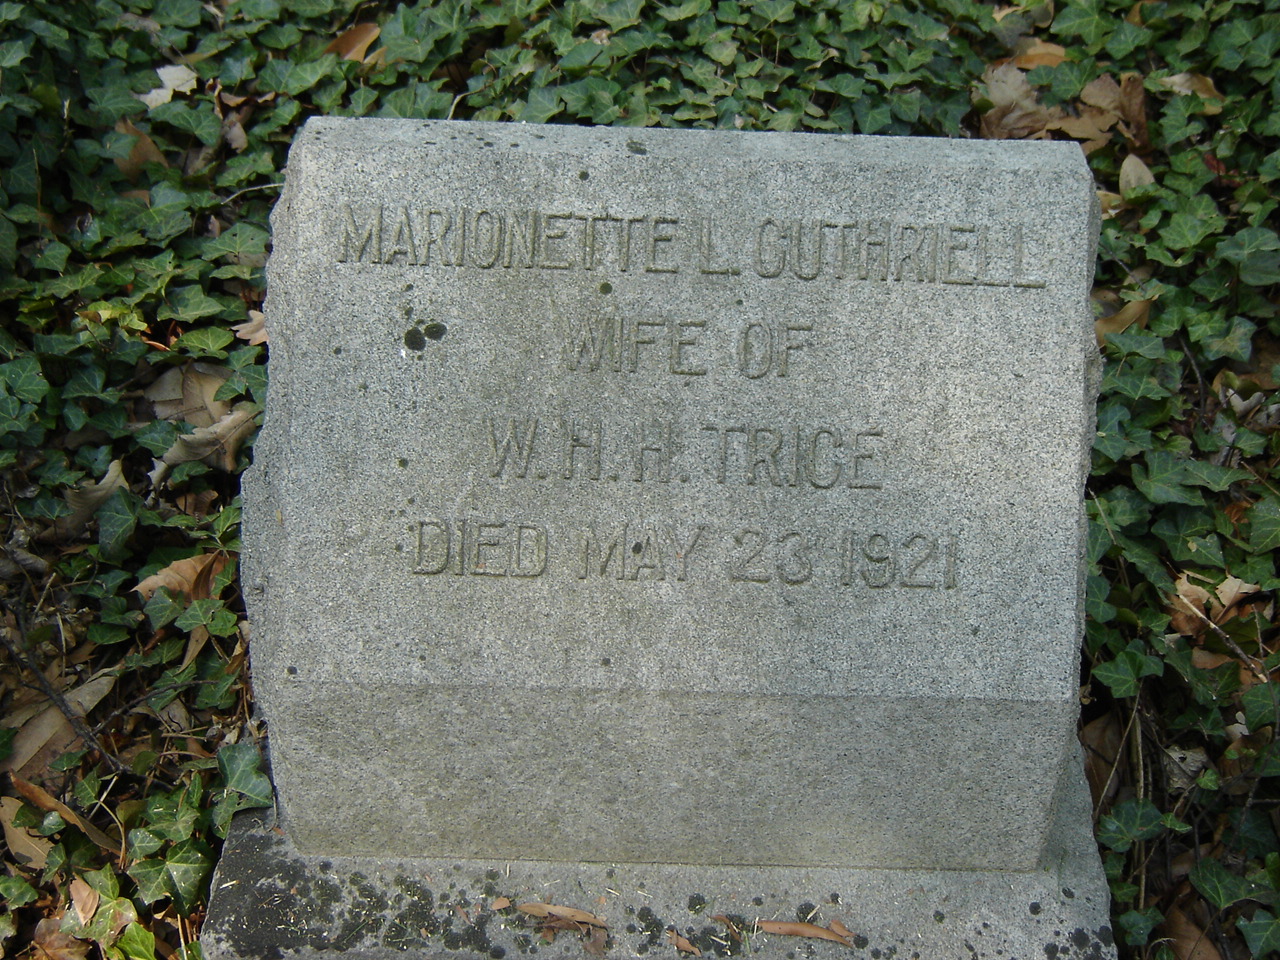 MARIONETTE L. GUTHRIELL
WIFE OF
W. H. H. TRICE
DIED MAY 23 1921